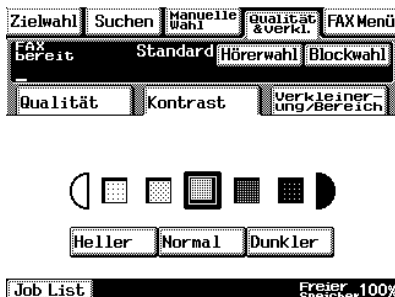 Zielwahl Suchen Manuelle Wahl Qualität &verkl. FAX Menü
FAX bereit Standard Hörerwahl Blockwahl
Qualität Kontrast Verkleiner-ung/Bereich
Heller Normal Dunkler
Job List Freier Speicher 100%